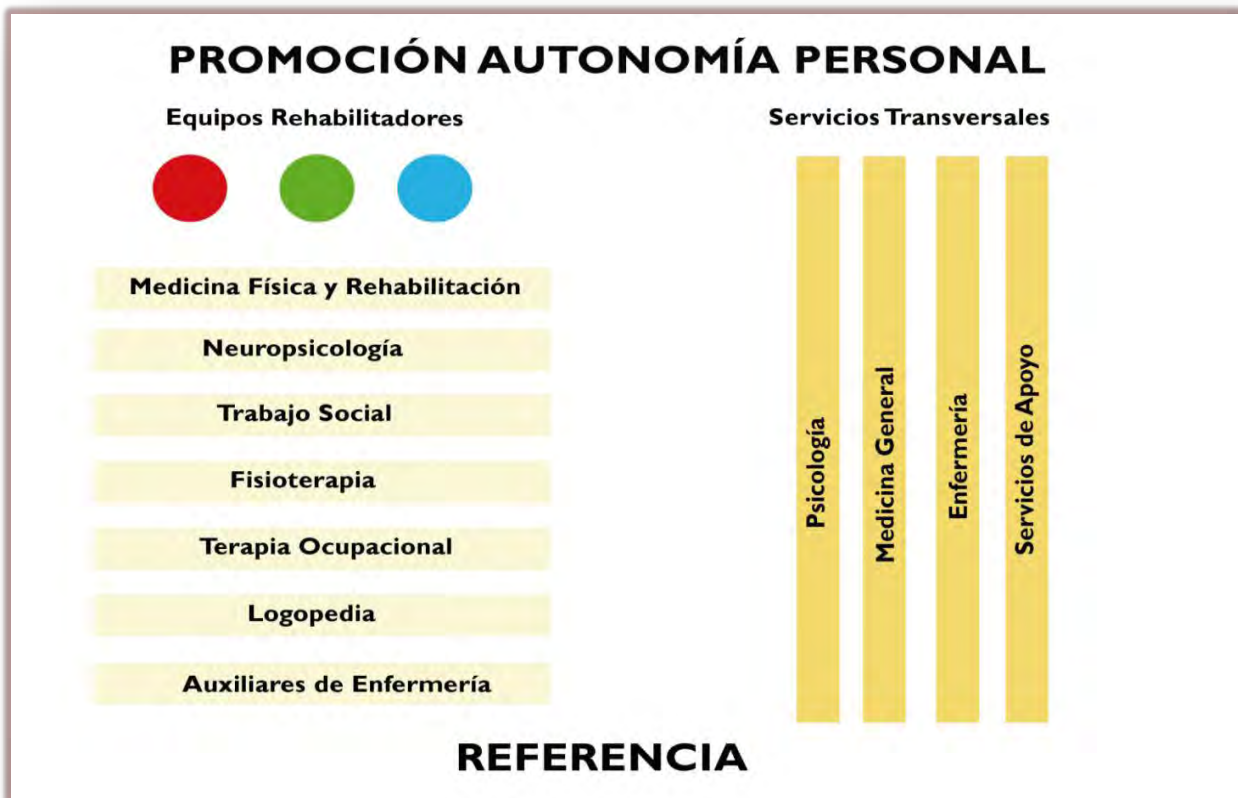 PROMOCIÓN AUTONOMÍA PERSONAL
Equipos Rehabilitadores
Medicina Física y Rehabilitación
Neuropsicología
Trabajo Social
Fisioterapia
Terapia Ocupacional
Logopedia
Auxiliares de Enfermería
Servicios Transversales
Psicología
Medicina General
Enfermería
Servicios de Apoyo
REFERENCIA